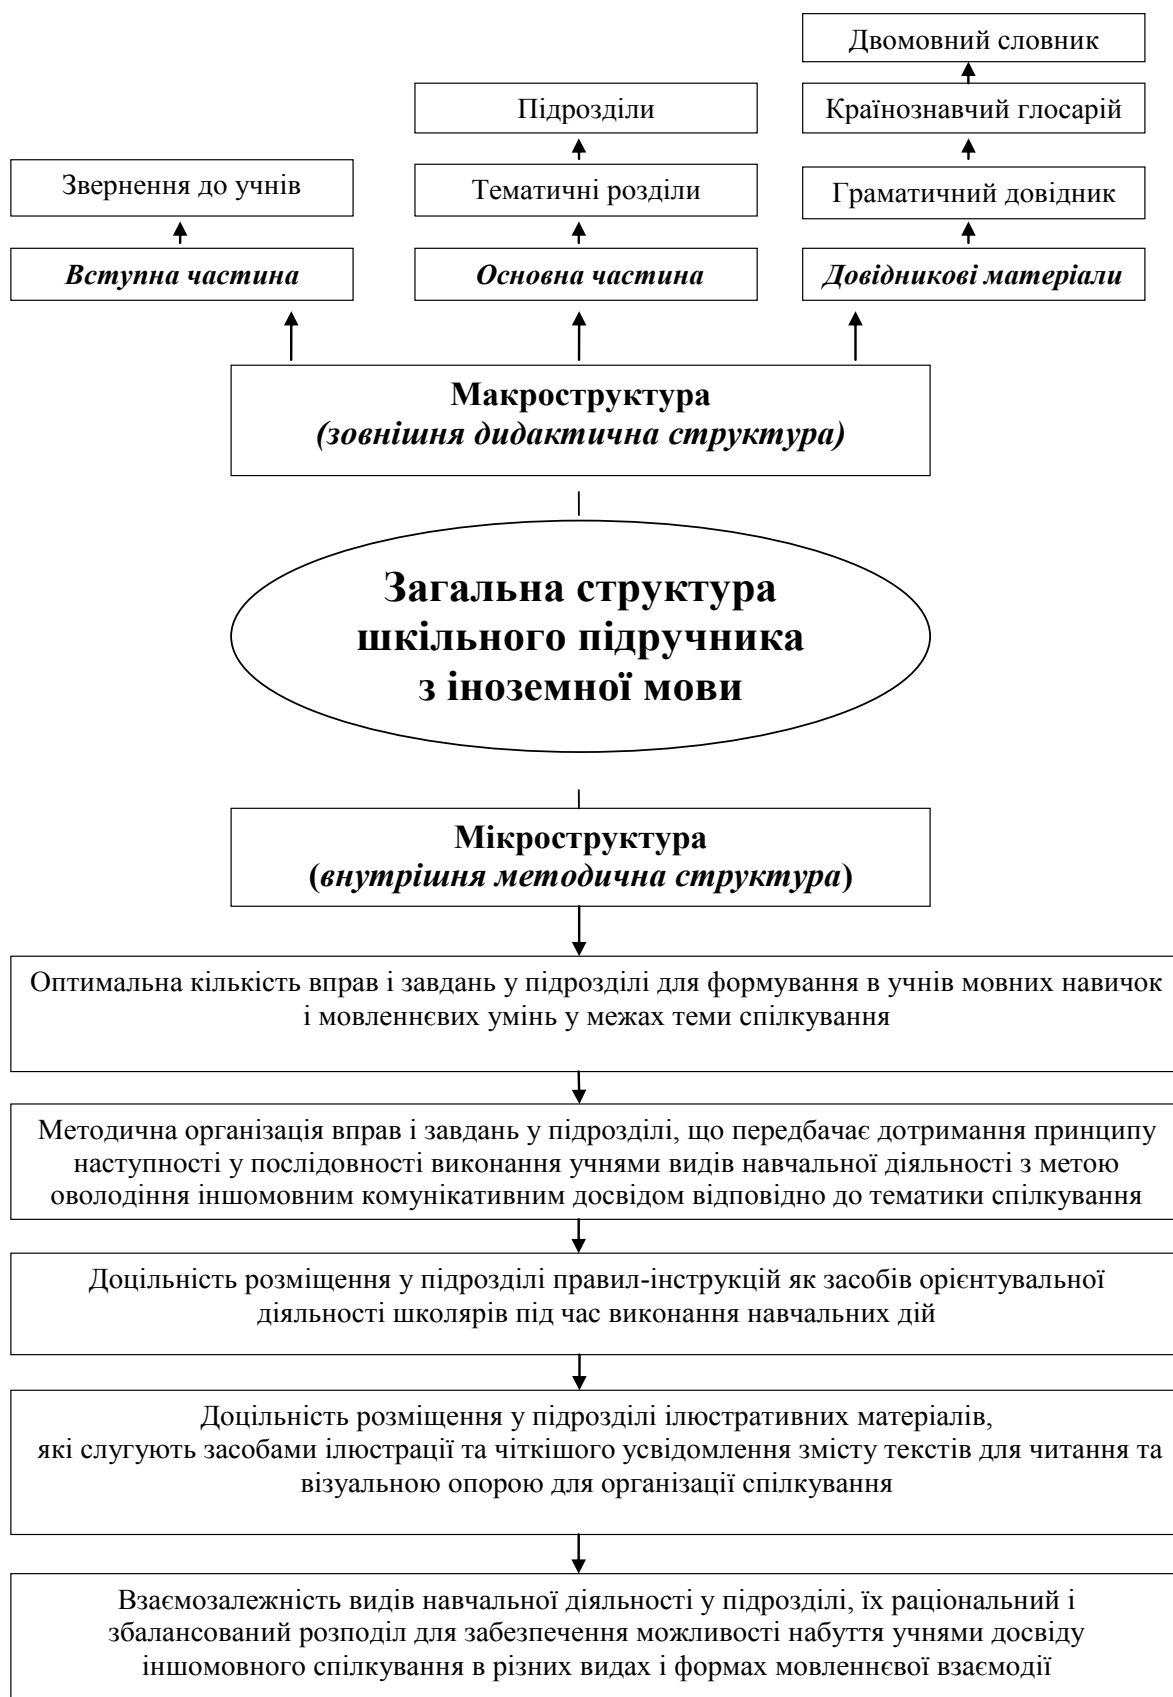 Двомовний словник
Підрозділи
Країнознавчий глосарій
Звернення до учнів
Тематичні розділи
Граматичний довідник
Вступна частина
Основна частина
Довідникові матеріали
Макроструктура
(зовнішня дидактична структура)
Загальна структура
шкільного підручника
з іноземної мови
Мікроструктура
(внутрішня методична структура)
Оптимальна кількість вправ і завдань у підрозділі для формування в учнів мовних навичок
і мовленнєвих умінь у межах теми спілкування
Методична організація вправ і завдань у підрозділі, що передбачає дотримання принципу
наступності у послідовності виконання учнями видів навчальної діяльності з метою
оволодіння іншомовним комунікативним досвідом відповідно до тематики спілкування
Доцільність розміщення у підрозділі правил-інструкцій як засобів орієнтувальної
діяльності школярів під час виконання навчальних дій
Доцільність розміщення у підрозділі ілюстративних матеріалів,
які слугують засобами ілюстрації та чіткішого усвідомлення змісту текстів для читання та
візуальною опорою для організації спілкування
Взаємозалежність видів навчальної діяльності у підрозділі, їх раціональний і
збалансований розподіл для забезпечення можливості набуття учнями досвіду
іншомовного спілкування в різних видах і формах мовленнєвої взаємодії